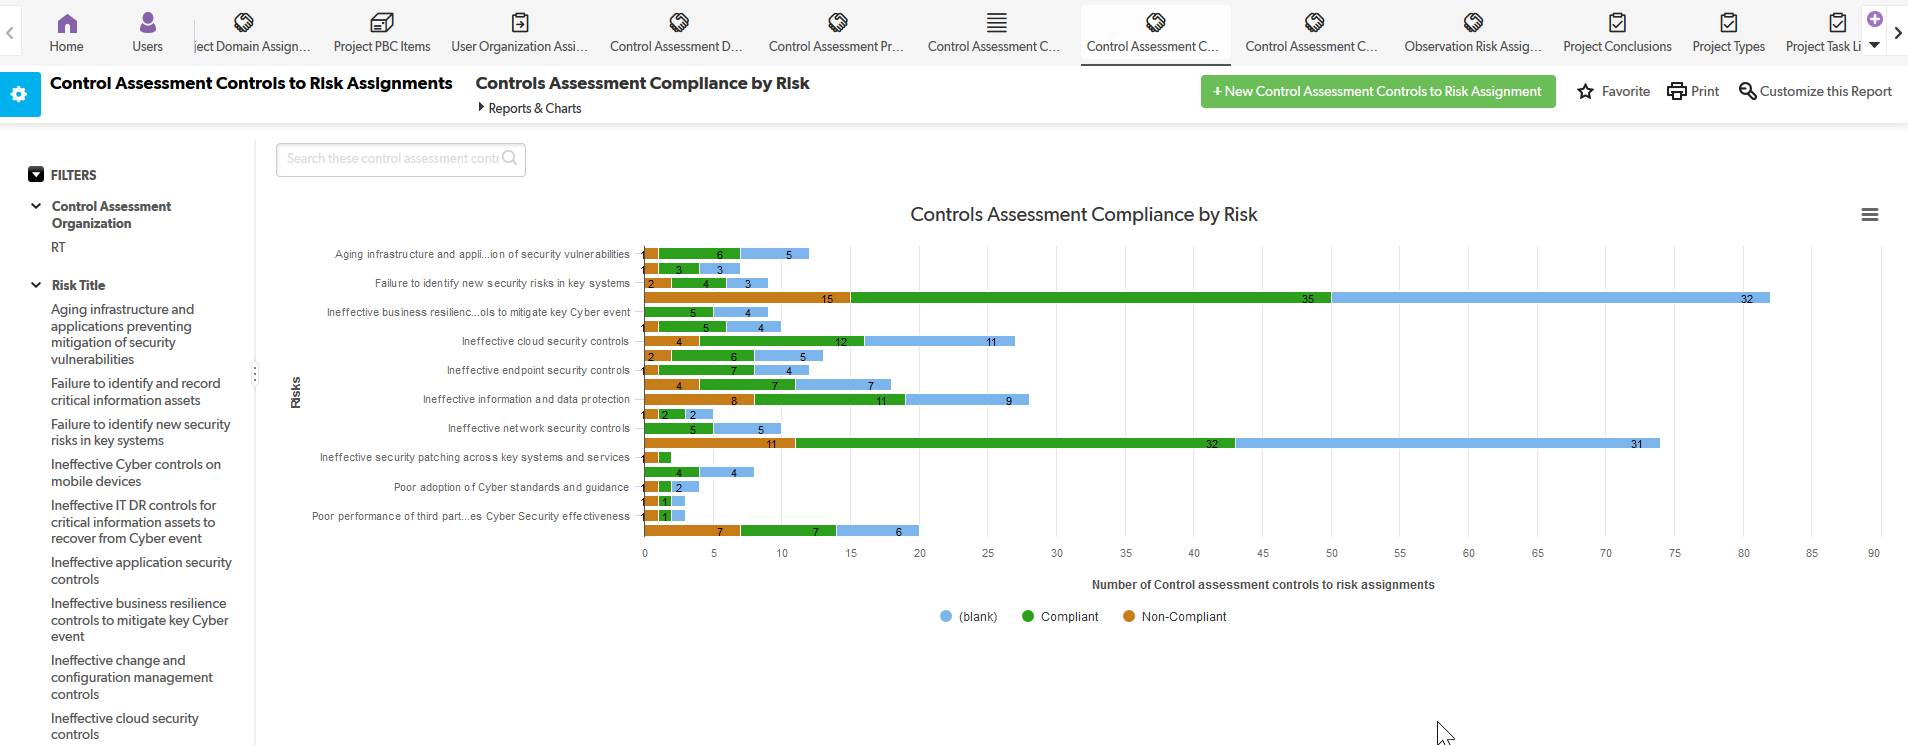 Home
Users
ject Domain Assign...
Project PBC Items
User Organization Assi...
Control Assessment D...
Control Assessment Pr...
Control Assessment C...
Control Assessment C...
Control Assessment C...
Observation Risk Assig...
Project Conclusions
Project Types
Project Task Li
Control Assessment Controls to Risk Assignments
Controls Assessment Compliance by Risk
Reports & Charts
+ New Control Assessment Controls to Risk Assignment
Favorite
Print
Customize this Report
FILTERS
Control Assessment
Organization
RT
Risk Title
Aging infrastructure and
applications preventing
mitigation of security
vulnerabilities
Failure to identify and record
critical information assets
Failure to identify new security
risks in key systems
Ineffective Cyber controls on
mobile devices
Ineffective IT DR controls for
critical information assets to
recover from Cyber event
Ineffective application security
controls
Ineffective business resilience
controls to mitigate key Cyber
event
Ineffective change and
configuration management
controls
Ineffective cloud security
controls
Search these control assessment contr
Controls Assessment Compliance by Risk
Risks
Aging infrastructure and appli...ion of security vulnerabilities 1 6 5
1 3 3
Failure to identify new security risks in key systems 2 4 3
15 35 32
Ineffective business resilienc...ols to mitigate key Cyber event 5 4
1 5 4
Ineffective cloud security controls 4 12 11
2 6 5
Ineffective endpoint security controls 1 7 4
4 7 7
Ineffective information and data protection 8 11 9
1 2 2
Ineffective network security controls 5 5
11 32 31
Ineffective security patching across key systems and services 1
4 4
Poor adoption of Cyber standards and guidance 1 2
1 1
Poor performance of third part...es Cyber Security effectiveness 1 1
7 7 6
0 5 10 15 20 25 30 35 40 45 50 55 60 65 70 75 80 85 90
Number of Control assessment controls to risk assignments
(blank) Compliant Non-Compliant